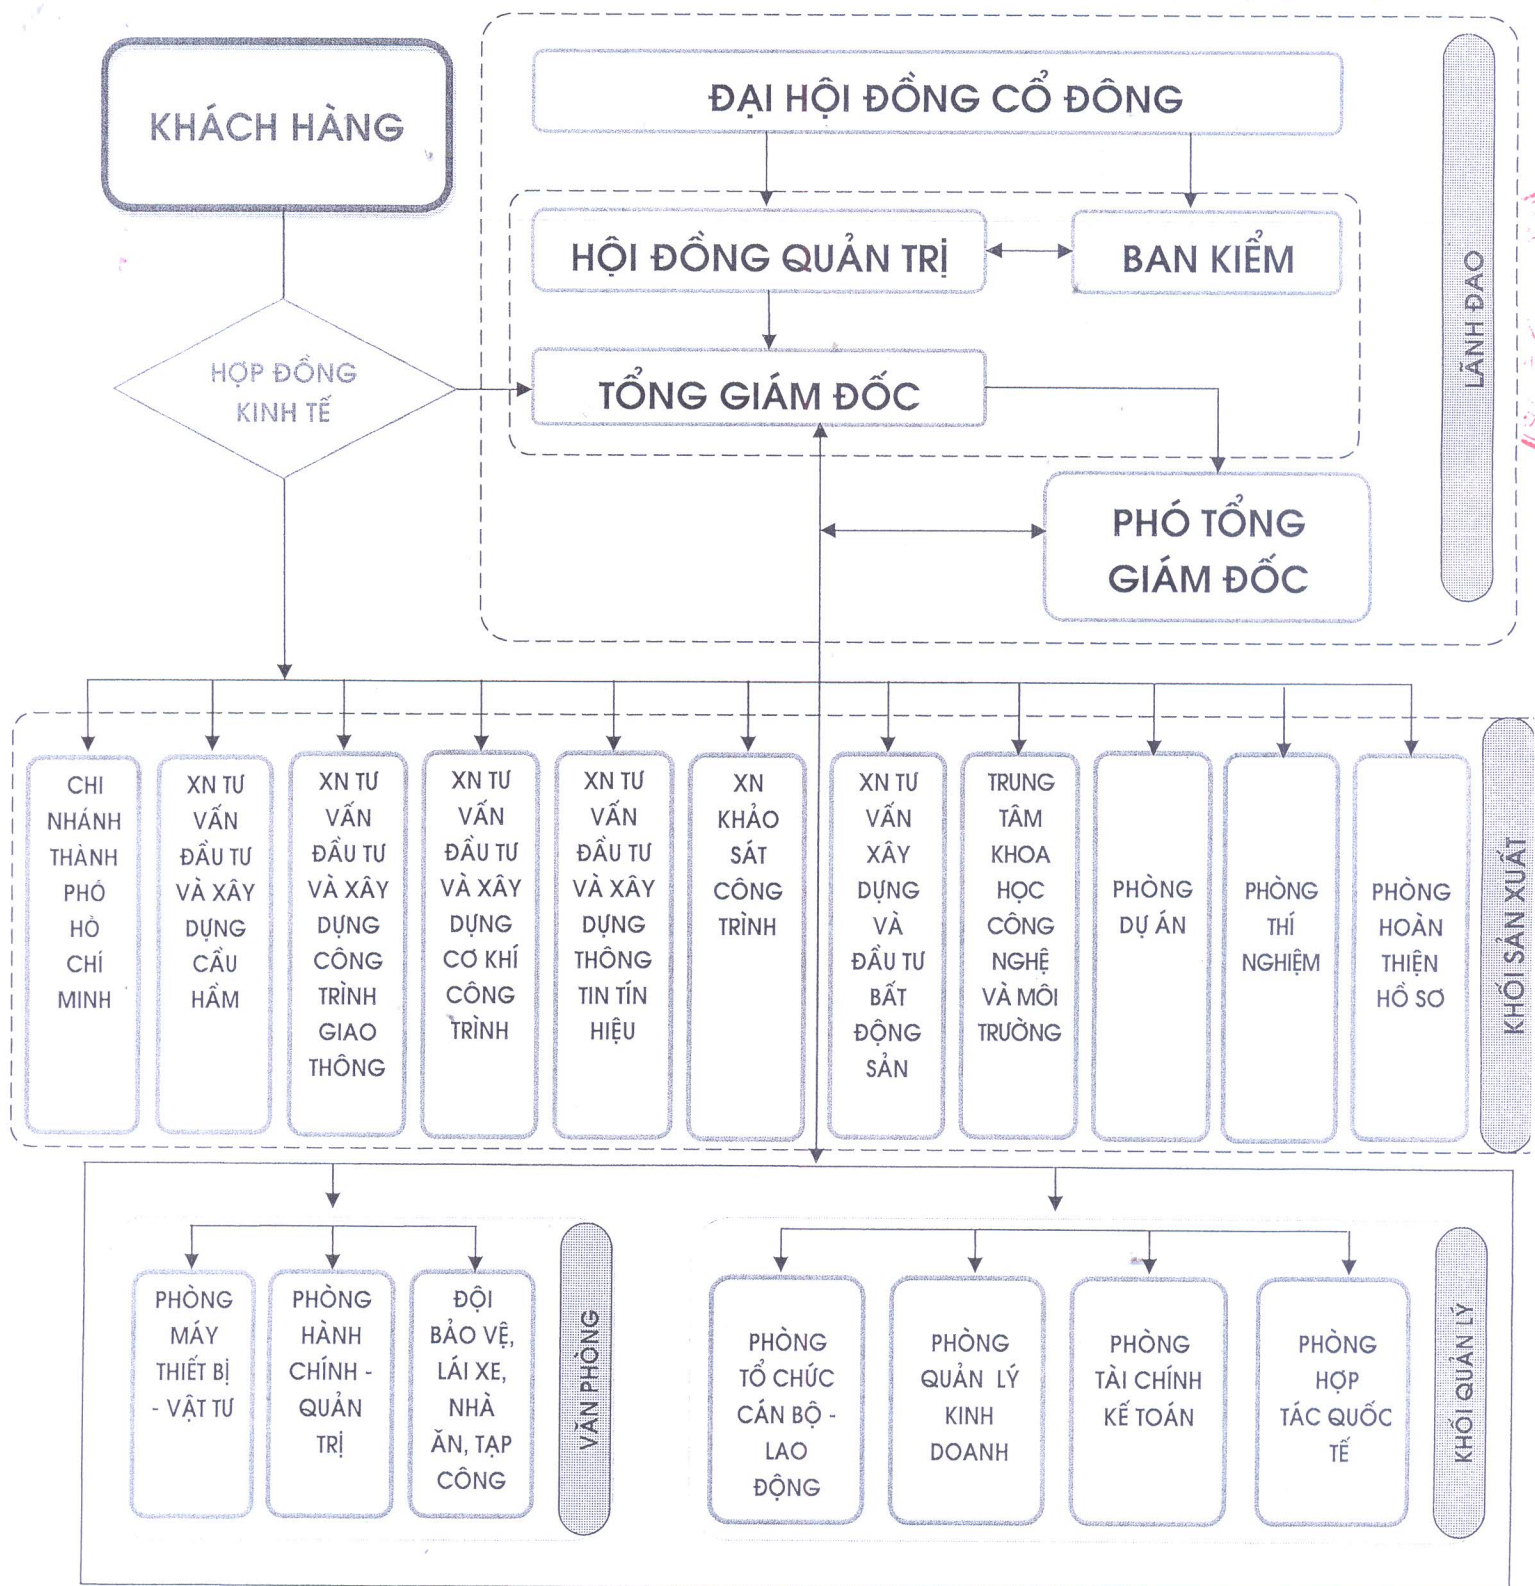 KHÁCH HÀNG
ĐẠI HỘI ĐỒNG CỔ ĐÔNG
HỘI ĐỒNG QUẢN TRỊ
BAN KIỂM
HỢP ĐỒNG
KINH TẾ
TỔNG GIÁM ĐỐC
PHÓ TỔNG
GIÁM ĐỐC
LÃNH ĐẠO
CHI
NHÁNH
THÀNH
PHỐ
HỒ
CHÍ
MINH
XN TƯ
VẤN
ĐẦU TƯ
VÀ XÂY
DỰNG
CẦU
HẦM
XN TƯ
VẤN
ĐẦU TƯ
VÀ XÂY
DỰNG
CÔNG
TRÌNH
GIAO
THÔNG
XN TƯ
VẤN
ĐẦU TƯ
VÀ XÂY
DỰNG
CƠ KHÍ
CÔNG
TRÌNH
XN TƯ
VẤN
ĐẦU TƯ
VÀ XÂY
DỰNG
THÔNG
TIN TÍN
HIỆU
XN
KHẢO
SÁT
CÔNG
TRÌNH
XN TƯ
VẤN
XÂY
DỰNG
VÀ
ĐẦU TƯ
BẤT
ĐỘNG
SẢN
TRUNG
TÂM
KHOA
HỌC
CÔNG
NGHỆ
VÀ MÔI
TRƯỜNG
PHÒNG
DỰ ÁN
PHÒNG
THÍ
NGHIỆM
PHÒNG
HOÀN
THIỆN
HỒ SƠ
KHỐI SẢN XUẤT
PHÒNG
MÁY
THIẾT BỊ
- VẬT TƯ
PHÒNG
HÀNH
CHÍNH -
QUẢN
TRỊ
ĐỘI
BẢO VỆ,
LÁI XE,
NHÀ
ĂN, TẠP
CÔNG
VĂN PHÒNG
PHÒNG
TỔ CHỨC
CÁN BỘ -
LAO
ĐỘNG
PHÒNG
QUẢN LÝ
KINH
DOANH
PHÒNG
TÀI CHÍNH
KẾ TOÁN
PHÒNG
HỢP
TÁC QUỐC
TẾ
KHỐI QUẢN LÝ